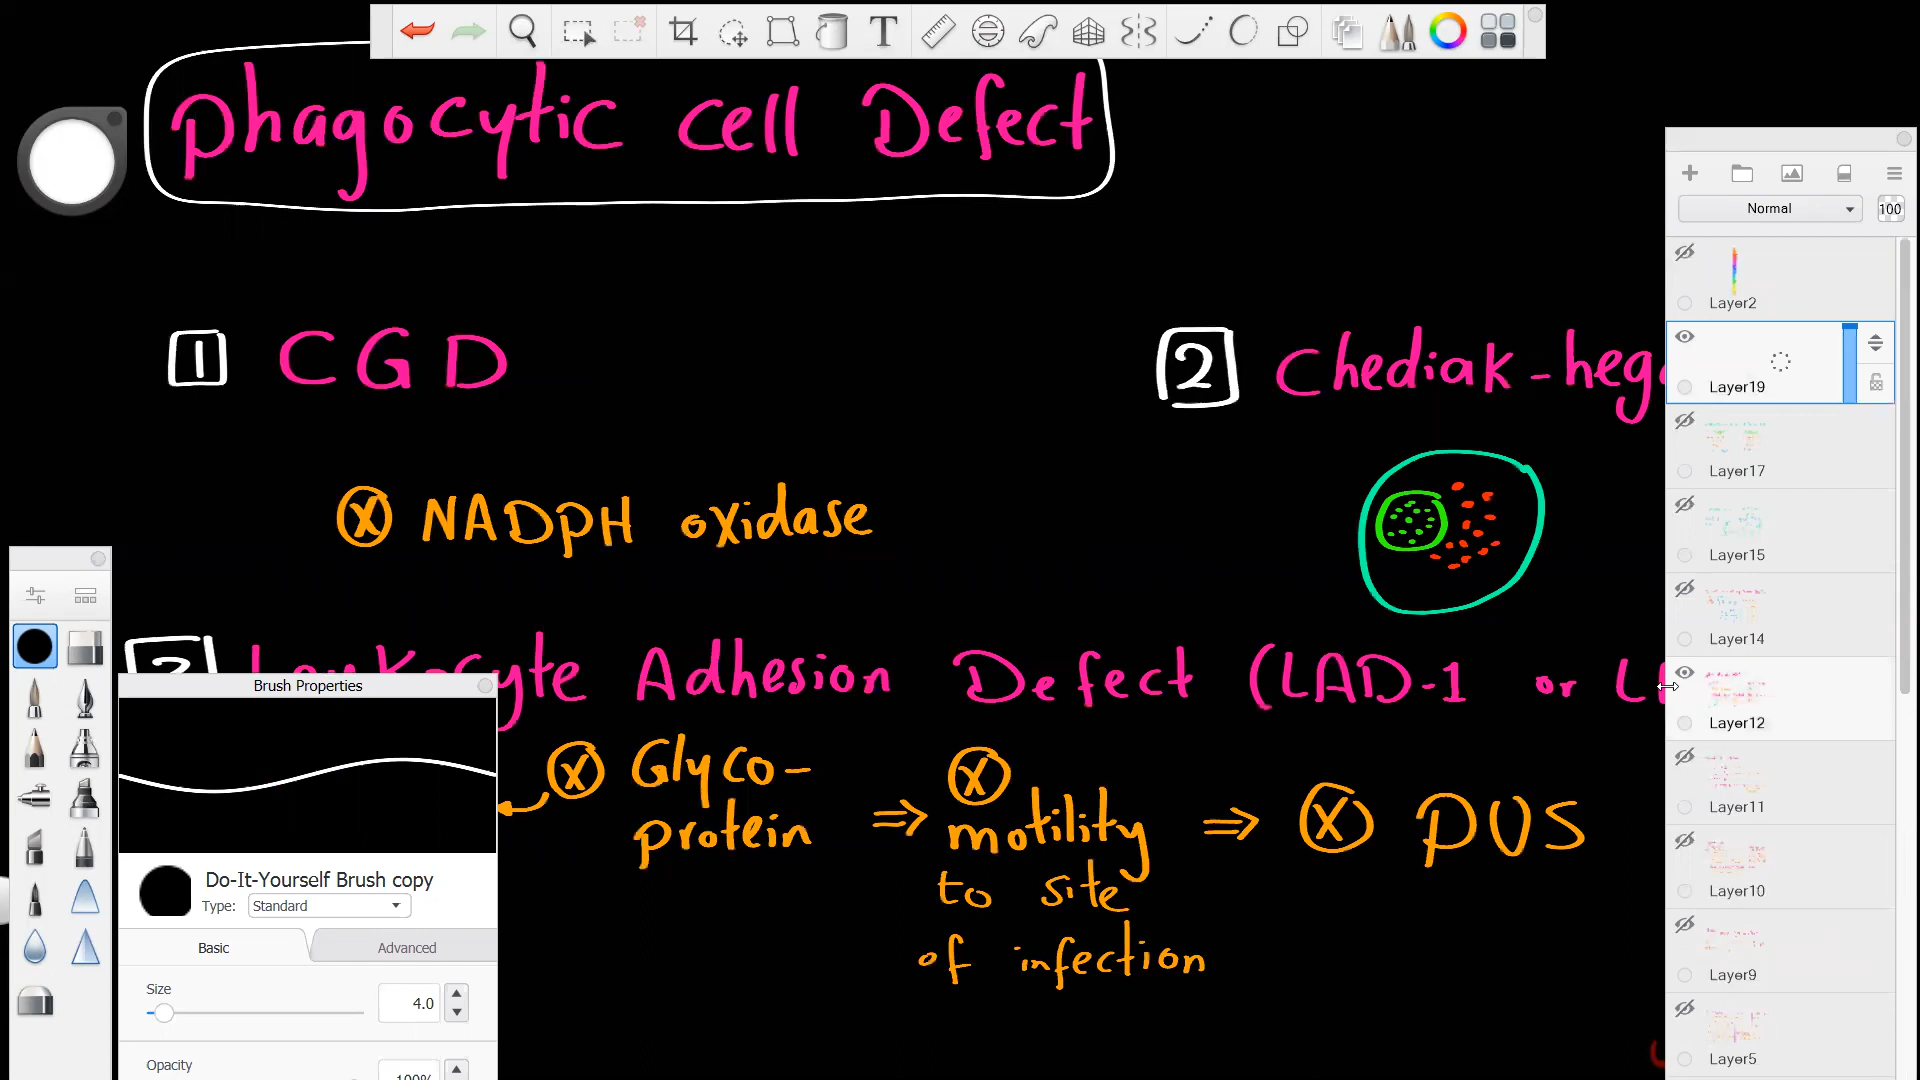 phagocytic cell Defect
1 CGD
2 Chediak-heg
X NADPH oxidase
Leukocyte Adhesion Defect (LAD-1 or L
X Glyco-
protein
⇒ X motility
to site
of infection
⇒ X PUS
T
Normal
100
Layer2
Layer19
Layer17
Layer15
Layer14
Layer12
Layer11
Layer10
Layer9
Layer5
Brush Properties
Do-It-Yourself Brush copy
Type: Standard
Basic Advanced
Size
4.0
Opacity
100%